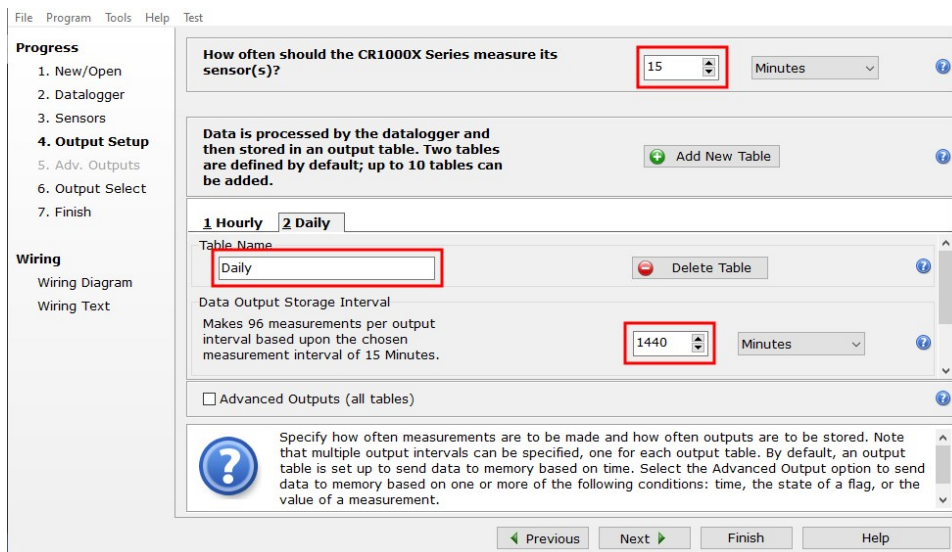 File Program Tools Help Test
Progress
1. New/Open
2. Datalogger
3. Sensors
4. Output Setup
5. Adv. Outputs
6. Output Select
7. Finish
Wiring
Wiring Diagram
Wiring Text
How often should the CR1000X Series measure its
sensor(s)?
15
Minutes
Data is processed by the datalogger and
then stored in an output table. Two tables
are defined by default; up to 10 tables can
be added.
Add New Table
1 Hourly
2 Daily
Table Name
Daily
Delete Table
Data Output Storage Interval
Makes 96 measurements per output
interval based upon the chosen
measurement interval of 15 Minutes.
1440
Minutes
Advanced Outputs (all tables)
Specify how often measurements are to be made and how often outputs are to be stored. Note
that multiple output intervals can be specified, one for each output table. By default, an output
table is set up to send data to memory based on time. Select the Advanced Output option to send
data to memory based on one or more of the following conditions: time, the state of a flag, or the
value of a measurement.
Previous
Next
Finish
Help